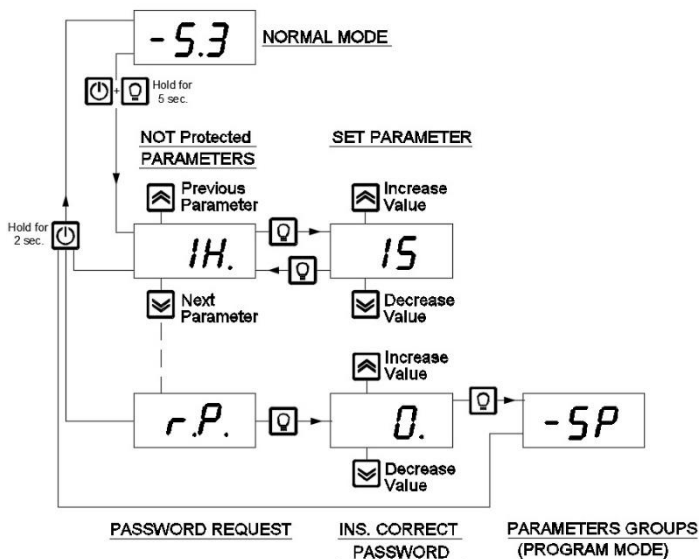 -5.3
NORMAL MODE
+
Hold for
5 sec.
NOT Protected
PARAMETERS
SET PARAMETER
Previous
Parameter
Increase
Value
Hold for
2 sec.
1H.
15
Next
Parameter
Decrease
Value
Increase
Value
r.P.
0.
-SP
Decrease
Value
PASSWORD REQUEST
INS. CORRECT
PASSWORD
PARAMETERS GROUPS
(PROGRAM MODE)